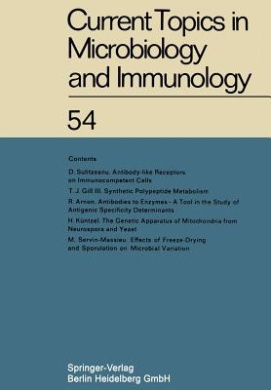 Current Topics in
Microbiology
and Immunology
54
Contents
D. Sulitzeanu. Antibody-like Receptors
on Immunocompetent Cells
T. J. Gill III. Synthetic Polypeptide Metabolism
R. Arnon. Antibodies to Enzymes - A Tool in the Study of
Antigenic Specificity Determinants
H. Küntzel. The Genetic Apparatus of Mitochondria from
Neurospora and Yeast
M. Servin-Massieu. Effects of Freeze-Drying
and Sporulation on Microbial Variation
Springer-Verlag
Berlin Heidelberg GmbH